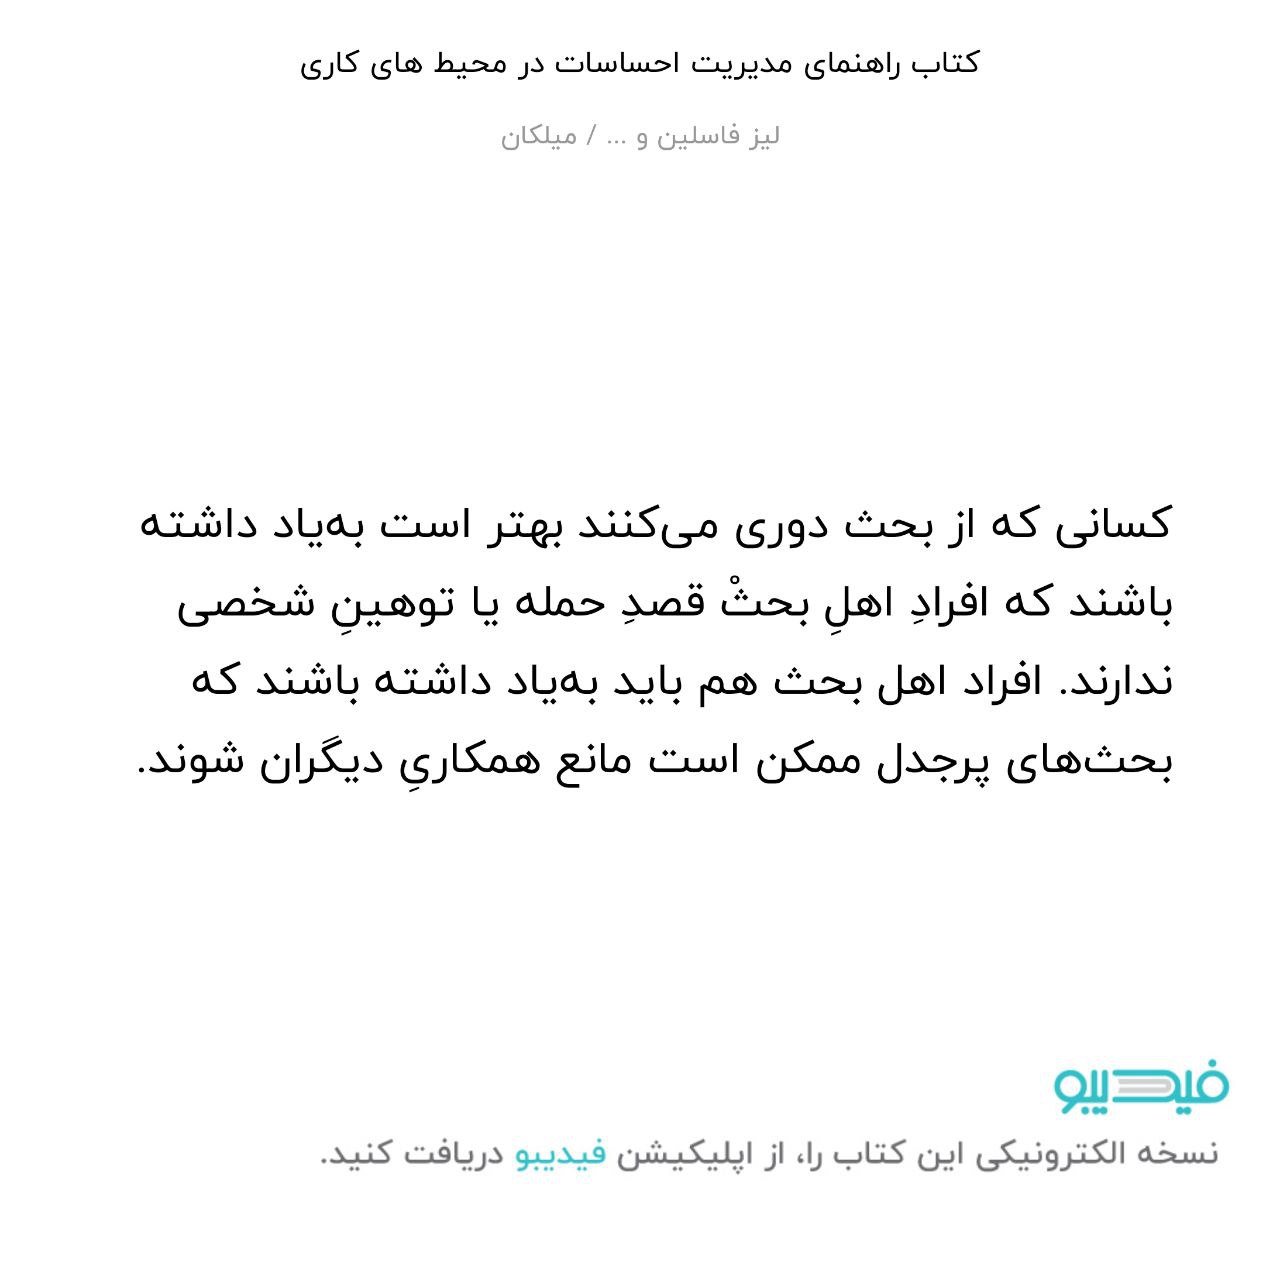 کتاب راهنمای مدیریت احساسات در محیط های کاری
لیز فاسلین و ... / میلکان
کسانی که از بحث دوری می‌کنند بهتر است به‌یاد داشته
باشند که افرادِ اهلِ بحثْ قصدِ حمله یا توهینِ شخصی
ندارند. افراد اهل بحث هم باید به‌یاد داشته باشند که
بحث‌های پرجدل ممکن است مانع همکاریِ دیگران شوند.
فیدیبو
نسخه الکترونیکی این کتاب را، از اپلیکیشن فیدیبو دریافت کنید.